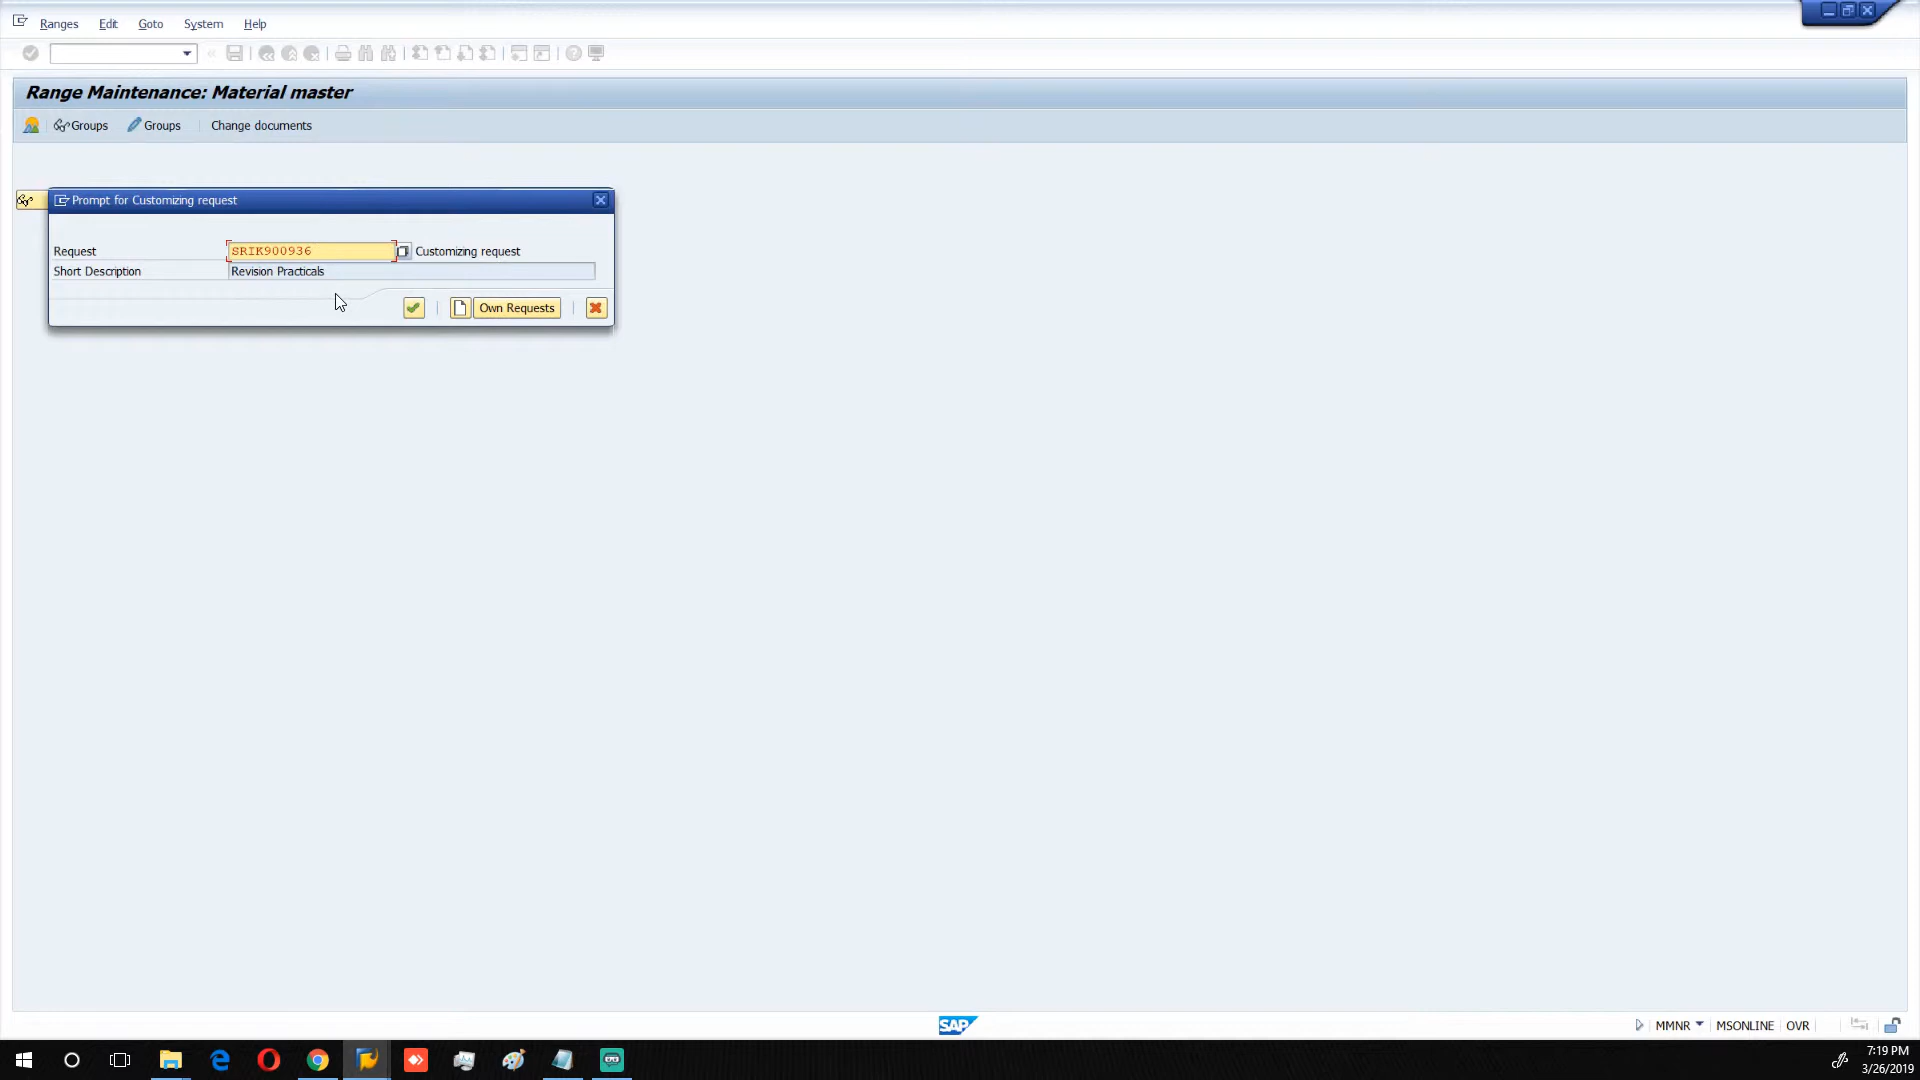 Ranges Edit Goto System Help
Range Maintenance: Material master
Groups Groups Change documents
Prompt for Customizing request
Request SRIK900936 Customizing request
Short Description Revision Practicals
Own Requests
SAP MMNR MSONLINE OVR
7:19 PM
3/26/2019